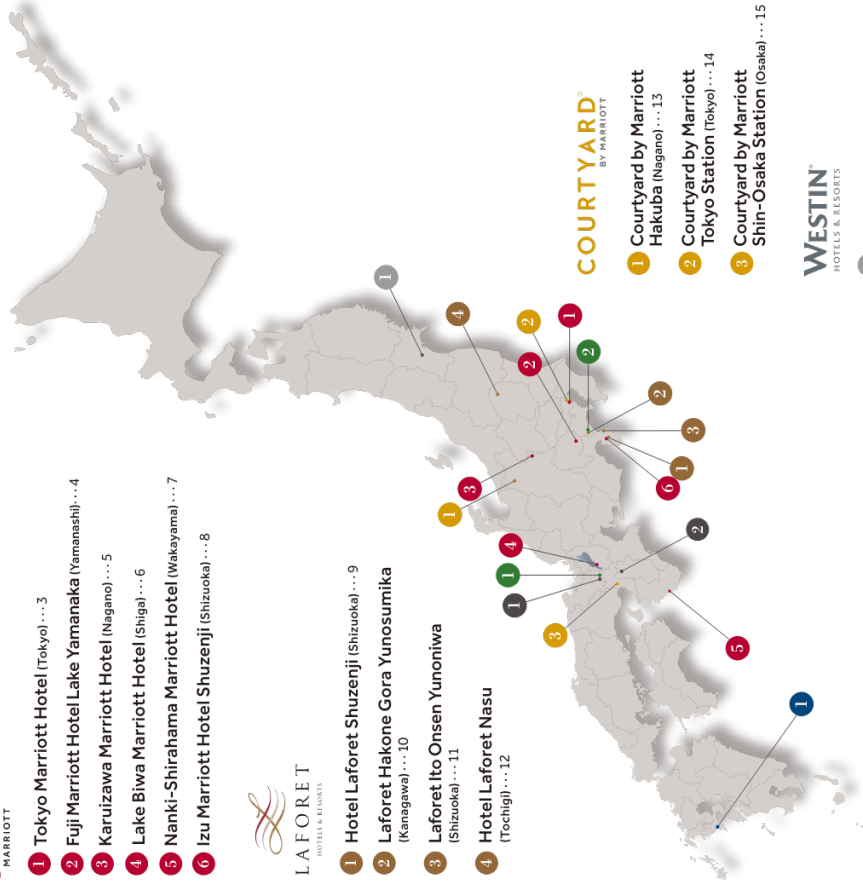 MARRIOTT
1 Tokyo Marriott Hotel (Tokyo)···3
2 Fuji Marriott Hotel Lake Yamanaka (Yamanashi)···4
3 Karuizawa Marriott Hotel (Nagano)···5
4 Lake Biwa Marriott Hotel (Shiga)···6
5 Nanki-Shirahama Marriott Hotel (Wakayama)···7
6 Izu Marriott Hotel Shuzenji (Shizuoka)···8
LAFORET
HOTELS & RESORTS
1 Hotel Laforet Shuzenji (Shizuoka)···9
2 Laforet Hakone Gora Yunosumika
(Kanagawa)···10
3 Laforet Ito Onsen Yunoniwa
(Shizuoka)···11
4 Hotel Laforet Nasu
(Tochigi)···12
COURTYARD®
BY MARRIOTT
1 Courtyard by Marriott
Hakuba (Nagano)···13
2 Courtyard by Marriott
Tokyo Station (Tokyo)···14
3 Courtyard by Marriott
Shin-Osaka Station (Osaka)···15
WESTIN®
HOTELS & RESORTS
1
4
2
1
2
2
3
1
6
3
1
4
1
1
3
2
5
1